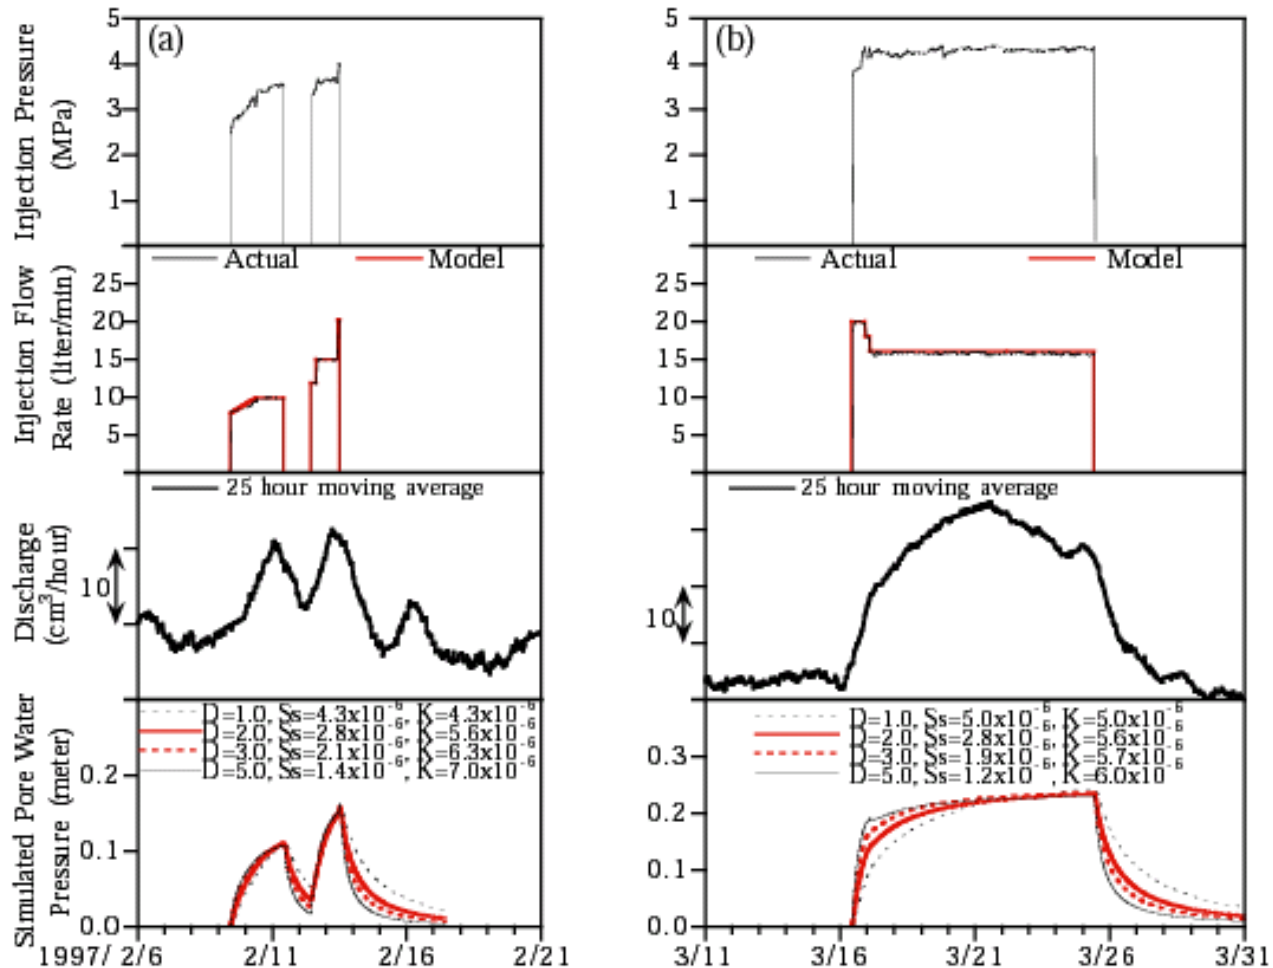 (a)
(b)
Injection Pressure
(MPa)
5
4
3
2
1
5
4
3
2
1
Actual
Model
Actual
Model
Injection Flow
Rate (liter/min)
25
20
15
10
5
25
20
15
10
5
25 hour moving average
25 hour moving average
Discharge
(cm³/hour)
10
10
Simulated Pore Water
Pressure (meter)
D=1.0, Ss=4.3x10⁻⁶, K=4.3x10⁻⁶
D=2.0, Ss=2.8x10⁻⁶, K=5.6x10⁻⁶
D=3.0, Ss=2.1x10⁻⁶, K=6.3x10⁻⁶
D=5.0, Ss=1.4x10⁻⁶, K=7.0x10⁻⁶
0.2
0.1
0.0
D=1.0, Ss=5.0x10⁻⁶, K=5.0x10⁻⁶
D=2.0, Ss=2.8x10⁻⁶, K=5.6x10⁻⁶
D=3.0, Ss=1.9x10⁻⁶, K=5.7x10⁻⁶
D=5.0, Ss=1.2x10⁻⁶, K=6.0x10⁻⁶
0.3
0.2
0.1
0.0
1997/ 2/6 2/11 2/16 2/21
3/11 3/16 3/21 3/26 3/31